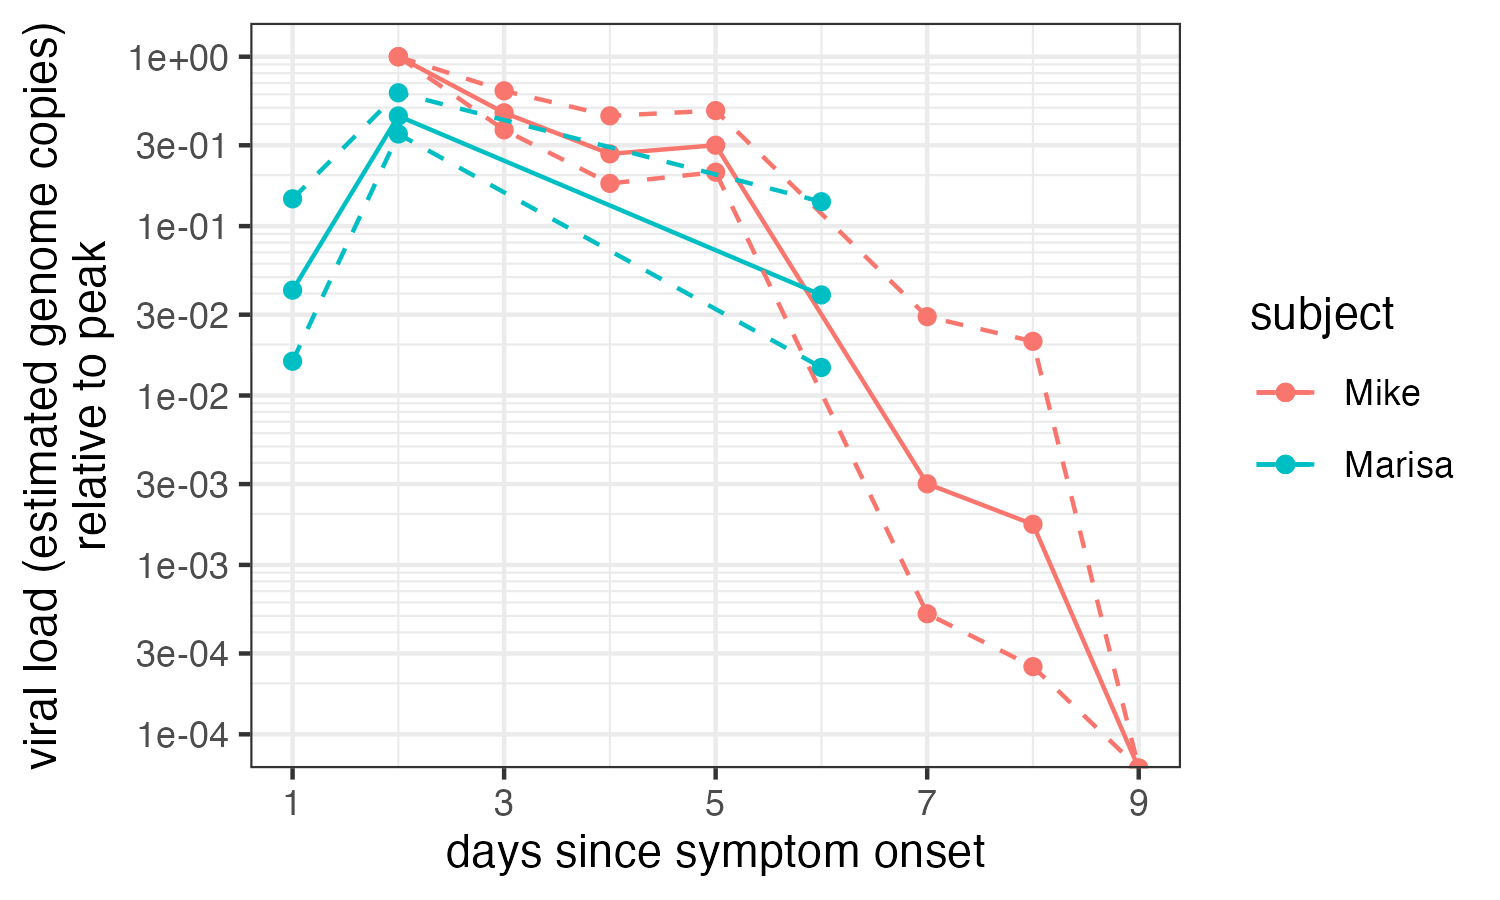 viral load (estimated genome copies)
relative to peak
1e+00
3e-01
1e-01
3e-02
1e-02
3e-03
1e-03
3e-04
1e-04
1 3 5 7 9
days since symptom onset
subject
Mike
Marisa